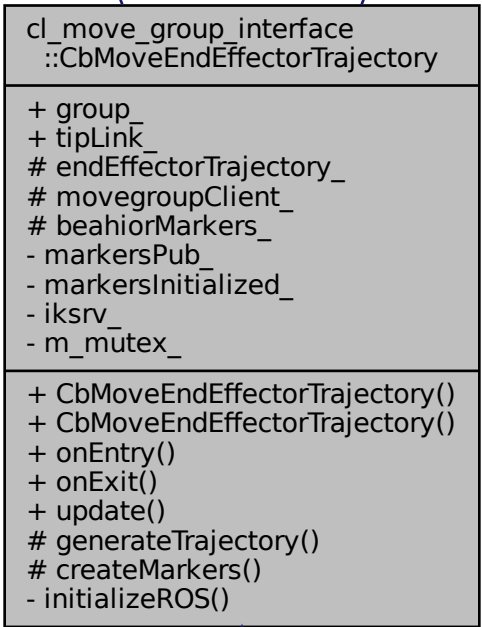 cl_move_group_interface
::CbMoveEndEffectorTrajectory
+ group_
+ tipLink_
# endEffectorTrajectory_
# movegroupClient_
# beahiorMarkers_
- markersPub_
- markersInitialized_
- iksrv_
- m_mutex_
+ CbMoveEndEffectorTrajectory()
+ CbMoveEndEffectorTrajectory()
+ onEntry()
+ onExit()
+ update()
# generateTrajectory()
# createMarkers()
- initializeROS()